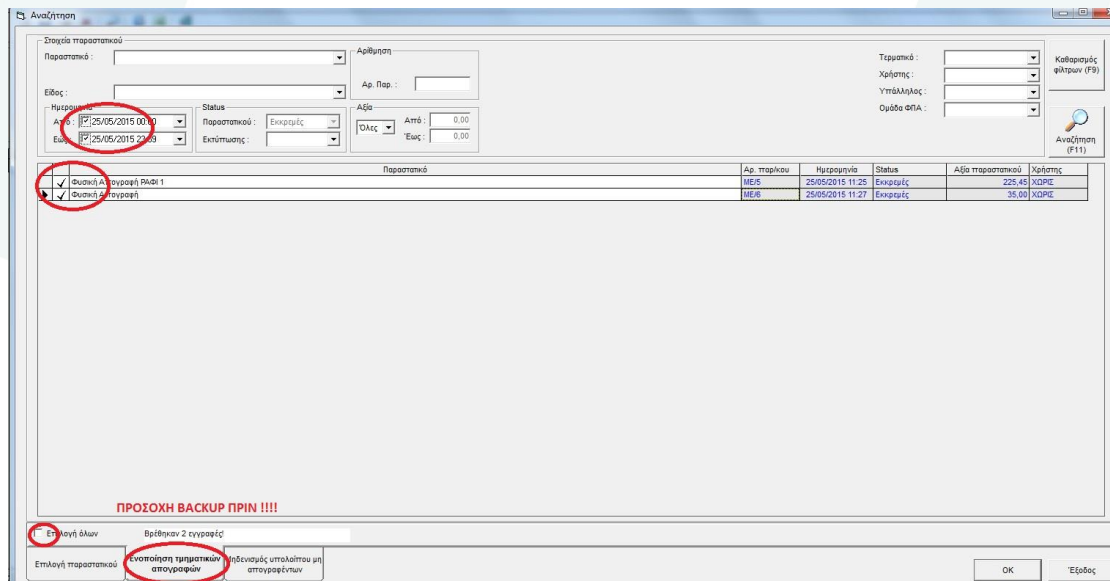 Αναζήτηση
Στοιχεία παραστατικού
Παραστατικό :
Αρίθμηση
Αρ. Παρ. :
Τερματικό :
Χρήστης :
Υπάλληλος :
Ομάδα ΦΠΑ :
Καθαρισμός
φίλτρων (F9)
Είδος :
Ημερομηνία
Από : 25/05/2015 00:00
Εως : 25/05/2015 23:59
Status
Παραστατικού : Εκκρεμές
Εκτύπωσης :
Αξία
Όλες
Από : 0,00
Έως : 0,00
Αναζήτηση
(F11)
Παραστατικό Αρ. παρ/κου Ημερομηνία Status Αξία παραστατικού Χρήστης
Φυσική Απογραφή ΡΑΦΙ 1 ΜΕ/5 25/05/2015 11:25 Εκκρεμές 225,45 ΧΩΡΙΣ
Φυσική Απογραφή ΜΕ/6 25/05/2015 11:27 Εκκρεμές 35,00 ΧΩΡΙΣ
ΠΡΟΣΟΧΗ BACKUP ΠΡΙΝ !!!!
Επιλογή όλων Βρέθηκαν 2 εγγραφές!
Επιλογή παραστατικού
Ενοποίηση τμηματικών
απογραφών
Μηδενισμός υπολοίπου μη
απογραφέντων
OK
Έξοδος